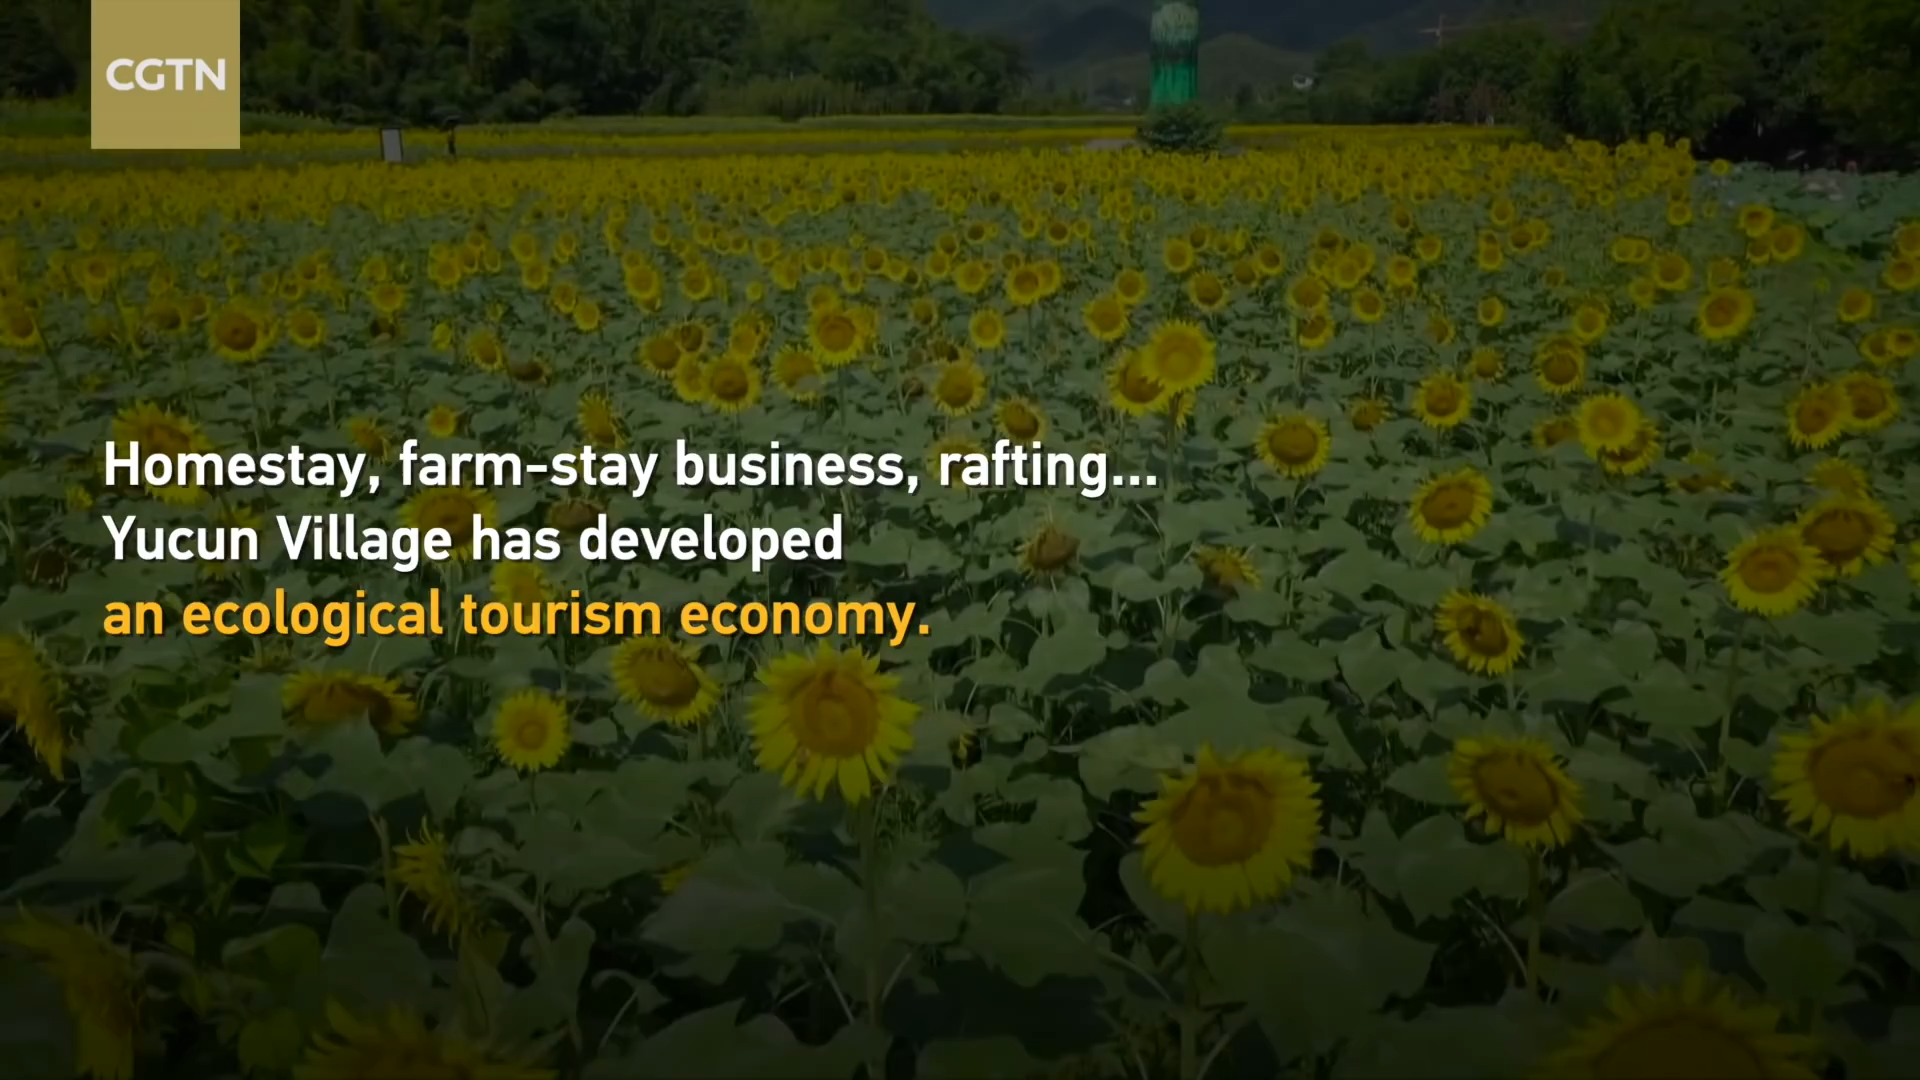 CGTN
Homestay, farm-stay business, rafting...
Yucun Village has developed
an ecological tourism economy.